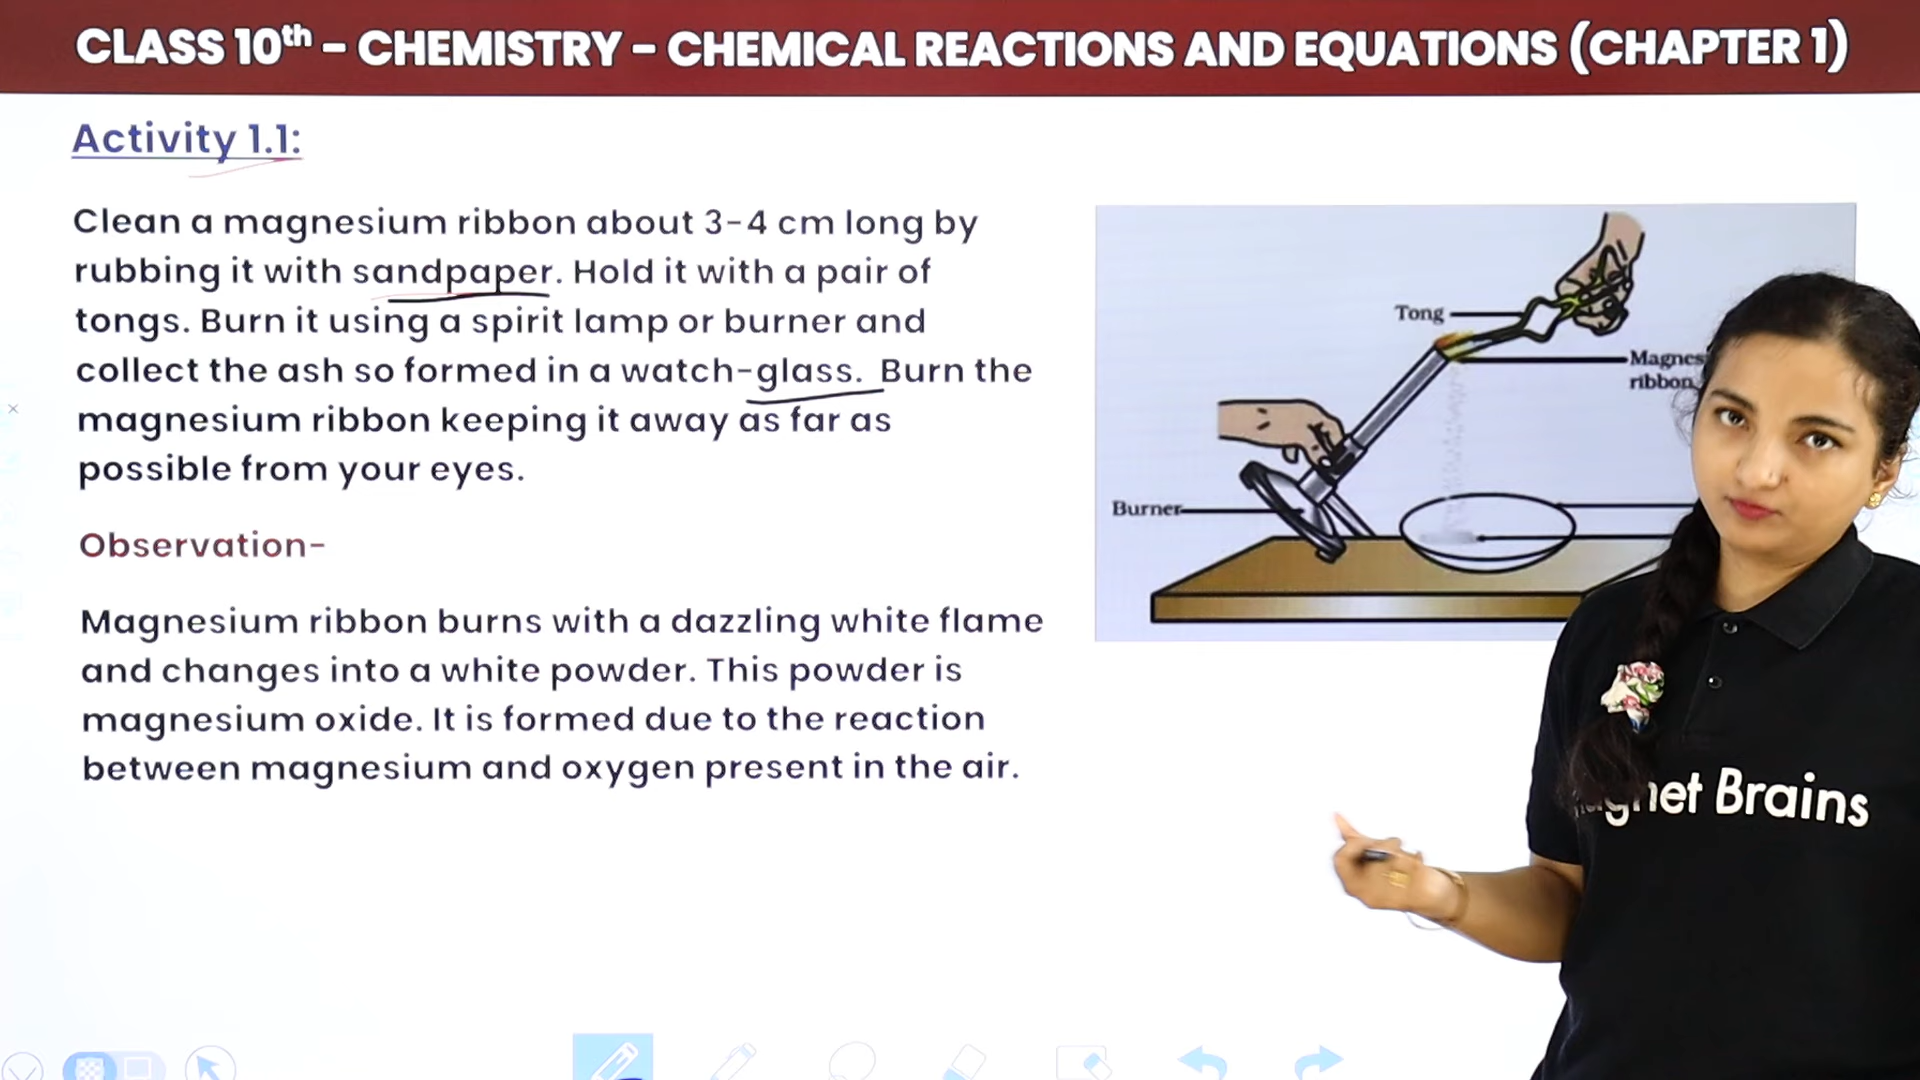 CLASS 10th - CHEMISTRY - CHEMICAL REACTIONS AND EQUATIONS (CHAPTER 1)
Activity 1.1:
Clean a magnesium ribbon about 3-4 cm long by
rubbing it with sandpaper. Hold it with a pair of
tongs. Burn it using a spirit lamp or burner and
collect the ash so formed in a watch-glass. Burn the
magnesium ribbon keeping it away as far as
possible from your eyes.
Observation-
Magnesium ribbon burns with a dazzling white flame
and changes into a white powder. This powder is
magnesium oxide. It is formed due to the reaction
between magnesium and oxygen present in the air.
Tong
ribbon
Burner
Brains